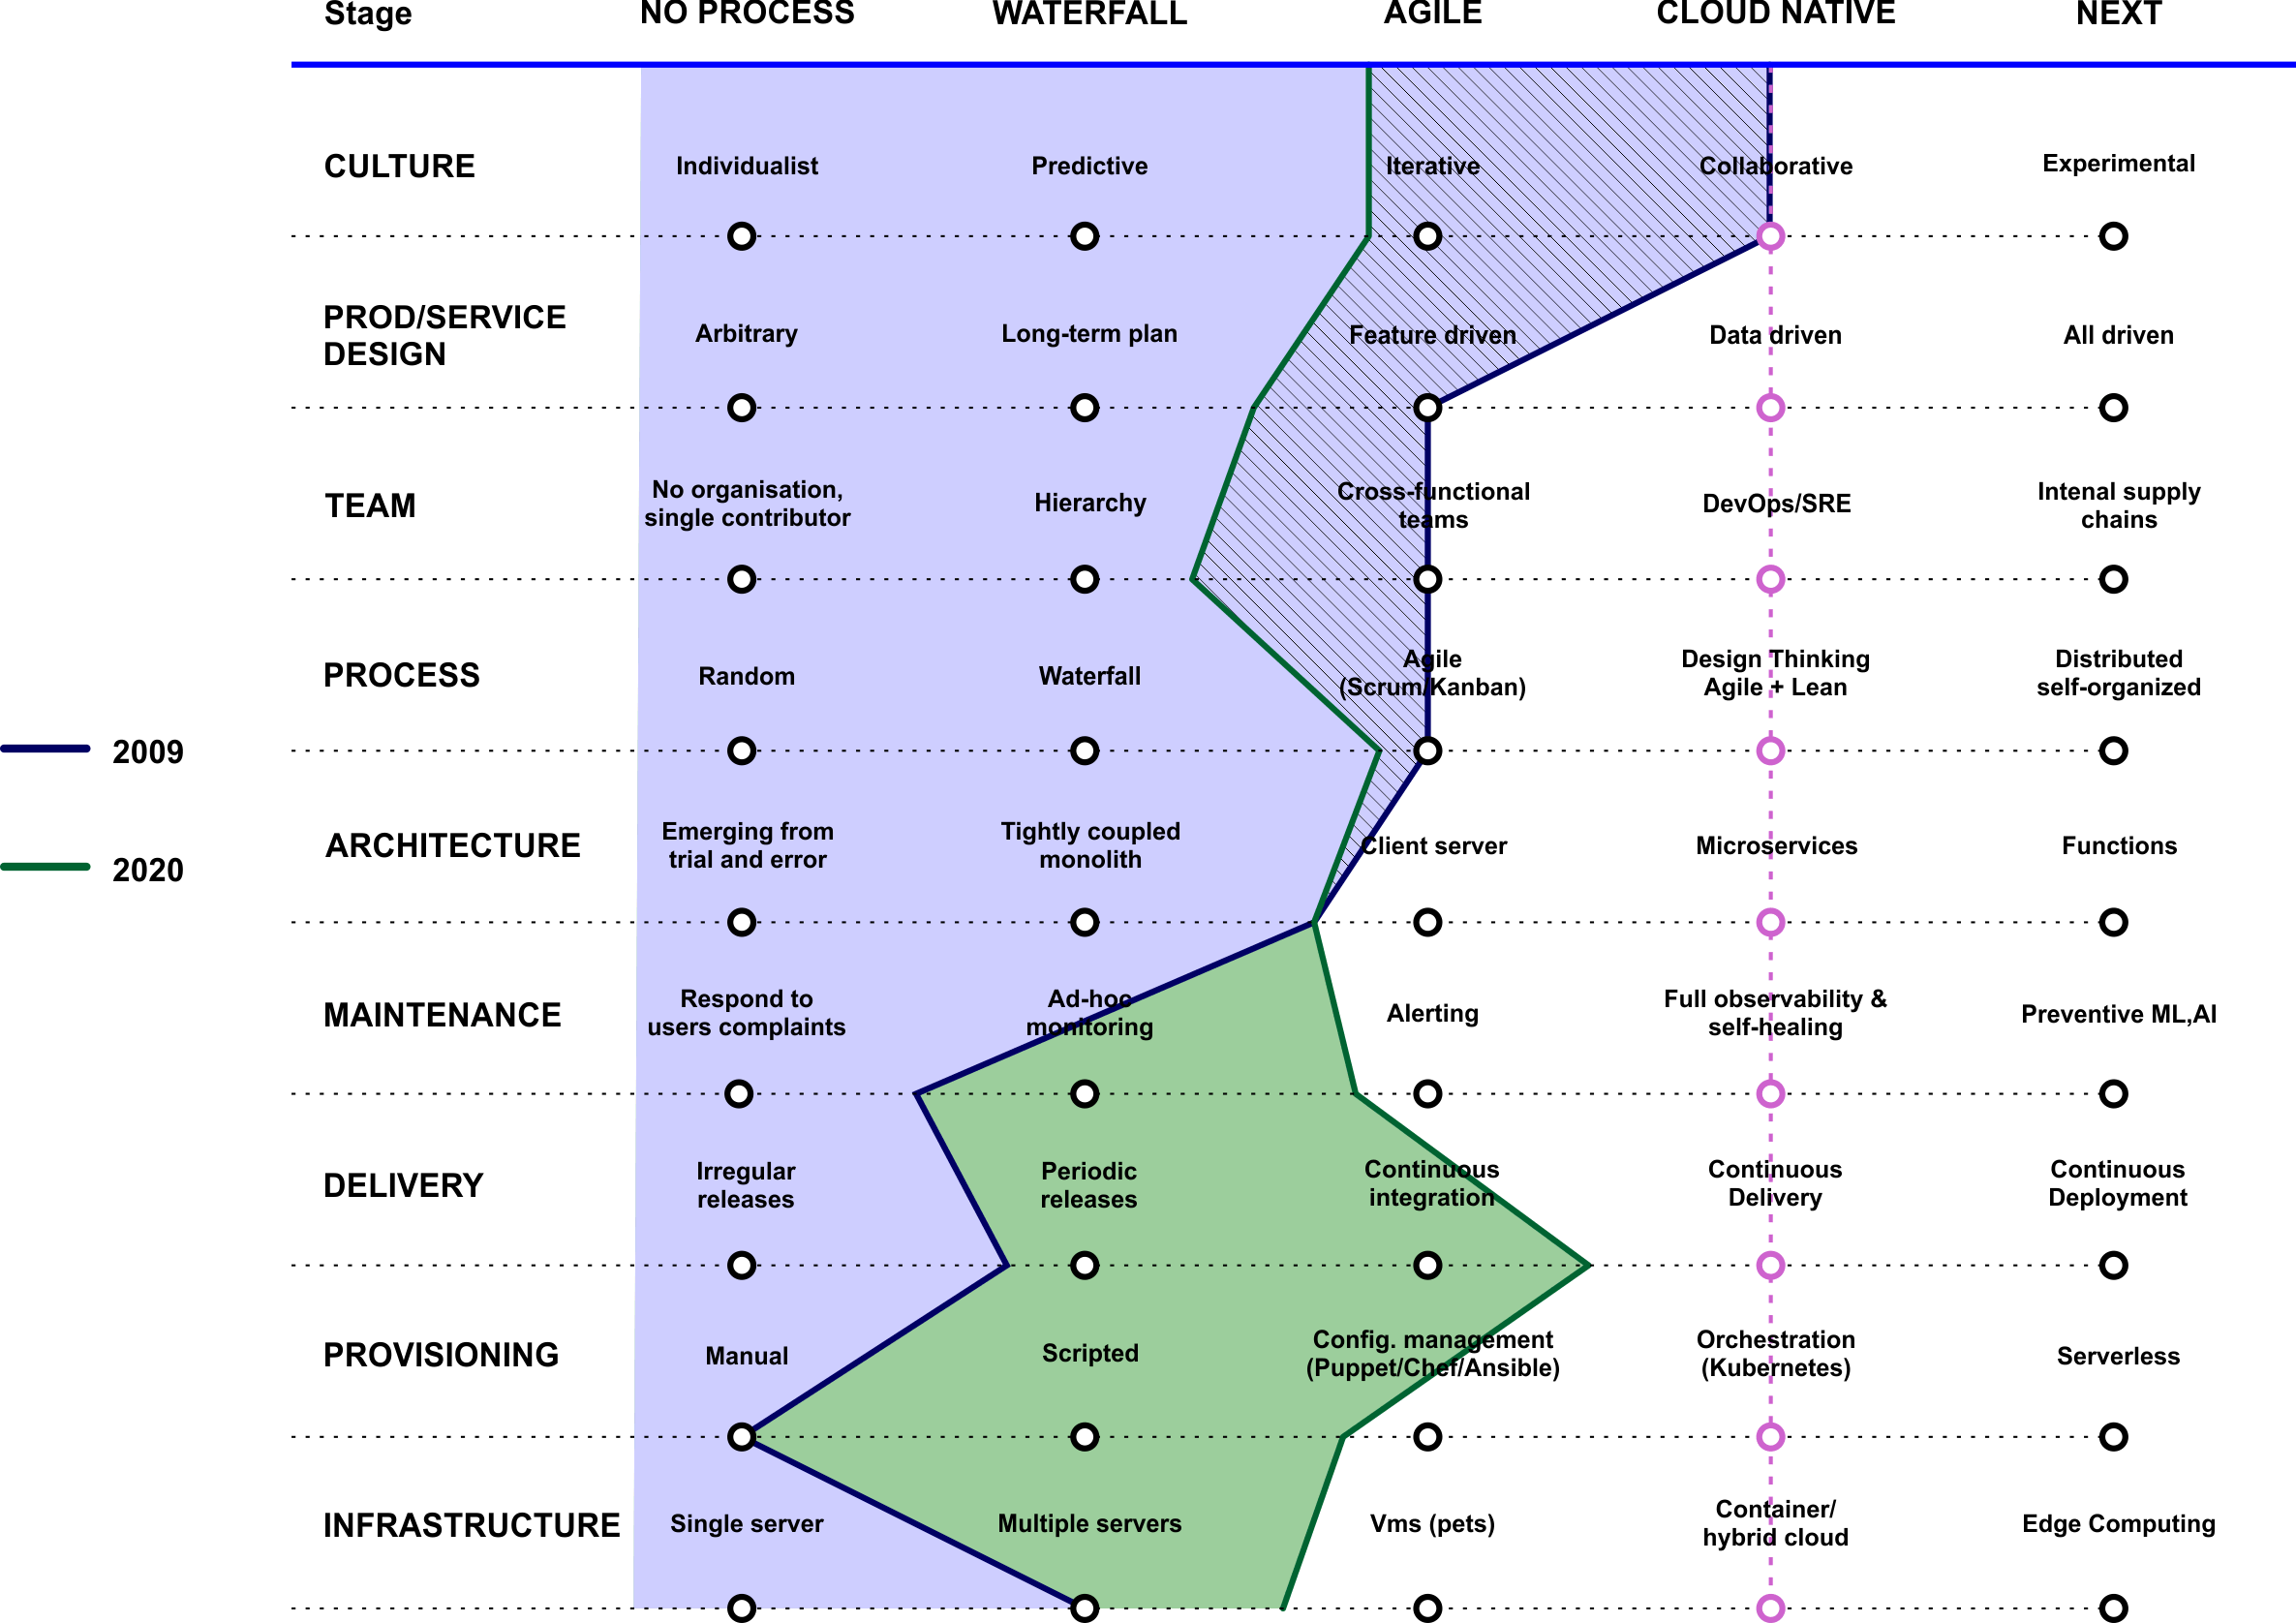 Stage NO PROCESS WATERFALL AGILE CLOUD NATIVE NEXT
CULTURE Individualist Predictive Iterative Collaborative Experimental
PROD/SERVICE
DESIGN
Arbitrary Long-term plan Feature driven Data driven All driven
TEAM
No organisation,
single contributor
Hierarchy
Cross-functional
teams
DevOps/SRE
Intenal supply
chains
PROCESS
Random
Waterfall
Agile
(Scrum/Kanban)
Design Thinking
Agile + Lean
Distributed
self-organized
2009
ARCHITECTURE
Emerging from
trial and error
Tightly coupled
monolith
Client server
Microservices
Functions
2020
MAINTENANCE
Respond to
users complaints
Ad-hoc
monitoring
Alerting
Full observability &
self-healing
Preventive ML,AI
DELIVERY
Irregular
releases
Periodic
releases
Continuous
integration
Continuous
Delivery
Continuous
Deployment
PROVISIONING
Manual
Scripted
Config. management
(Puppet/Chef/Ansible)
Orchestration
(Kubernetes)
Serverless
INFRASTRUCTURE
Single server
Multiple servers
Vms (pets)
Container/
hybrid cloud
Edge Computing